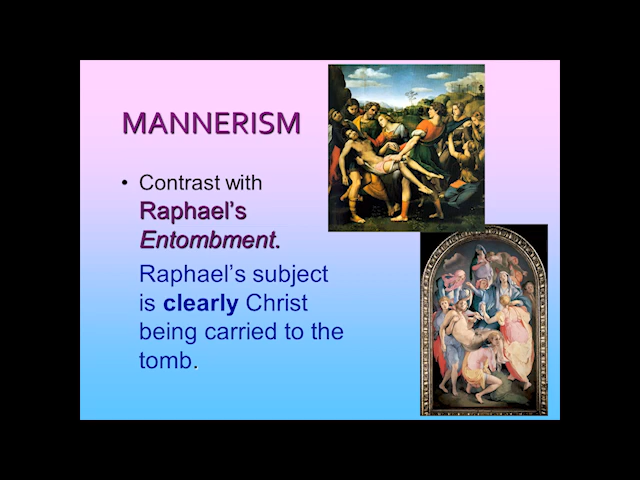 MANNERISM
• Contrast with
Raphael’s
Entombment.
Raphael’s subject
is clearly Christ
being carried to the
tomb.